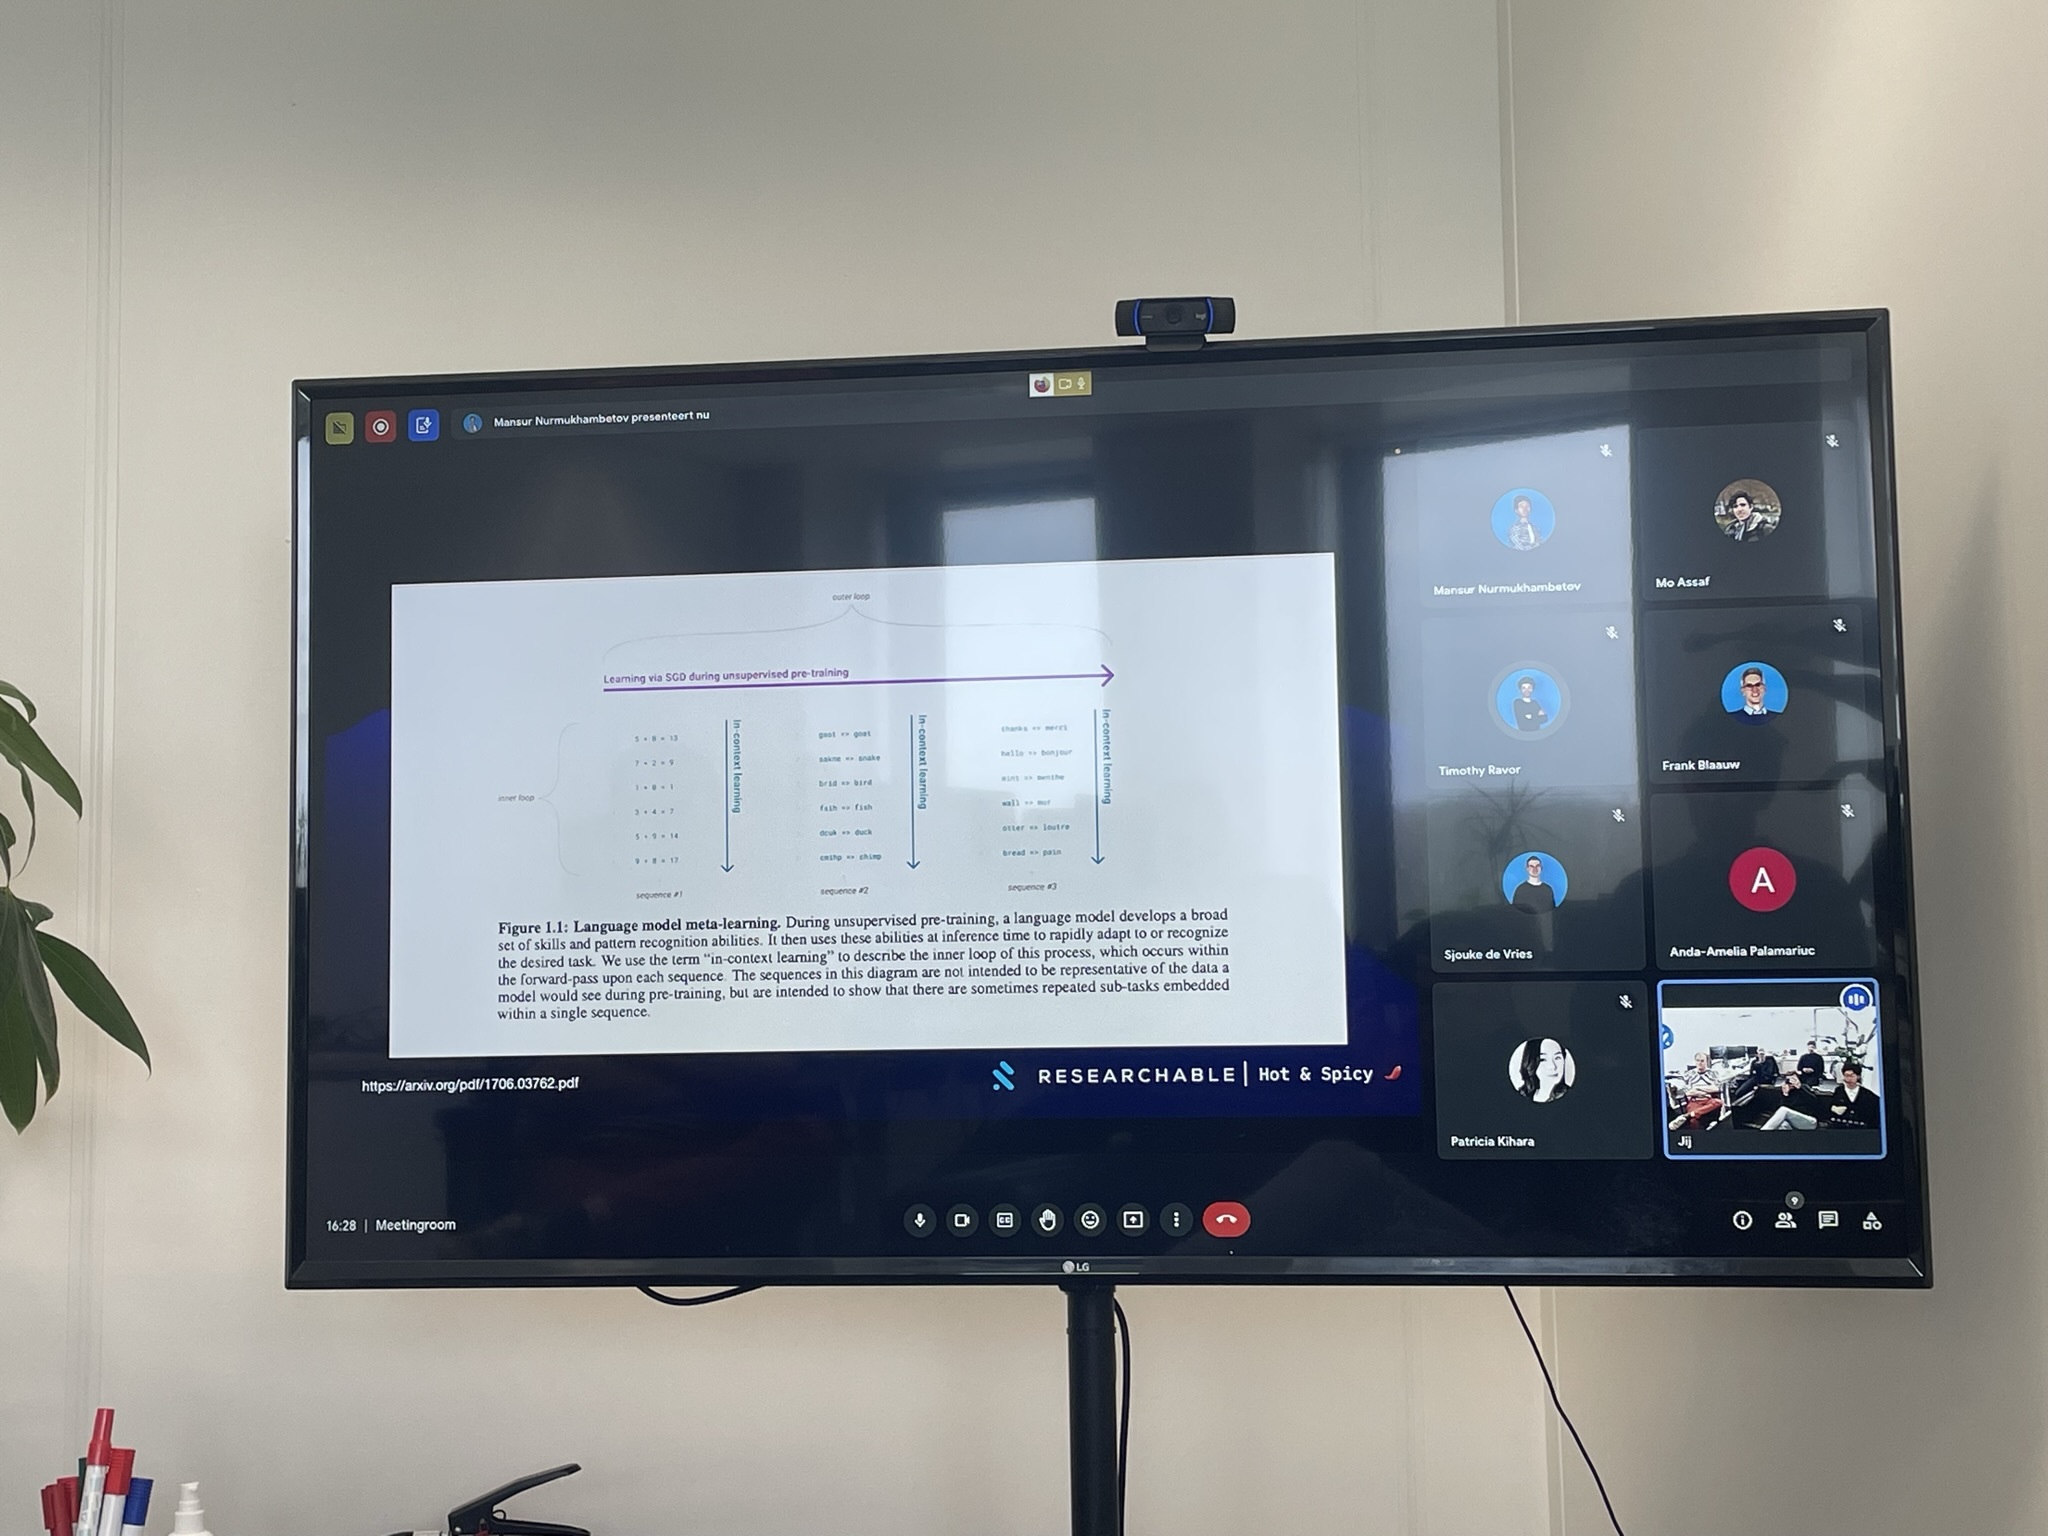 Mansur Nurmukhambetov presenteert nu
outer loop
Learning via SGD during unsupervised pre-training
inner loop
5 + 8 = 13
7 + 2 = 9
1 + 0 = 1
3 + 4 = 7
5 + 9 = 14
9 + 8 = 17
sequence #1
In-context learning
gaot => goat
sakne => snake
brid => bird
fsih => fish
dcuk => duck
cmihp => chimp
sequence #2
In-context learning
thanks => merci
hello => bonjour
mint => menthe
wall => mur
otter => loutre
bread => pain
sequence #3
In-context learning
Figure 1.1: Language model meta-learning. During unsupervised pre-training, a language model develops a broad
set of skills and pattern recognition abilities. It then uses these abilities at inference time to rapidly adapt to or recognize
the desired task. We use the term “in-context learning” to describe the inner loop of this process, which occurs within
the forward-pass upon each sequence. The sequences in this diagram are not intended to be representative of the data a
model would see during pre-training, but are intended to show that there are sometimes repeated sub-tasks embedded
within a single sequence.
https://arxiv.org/pdf/1706.03762.pdf
RESEARCHABLE | Hot & Spicy
Mansur Nurmukhambetov
Mo Assaf
Timothy Ravor
Frank Blaauw
Sjouke de Vries
A
Anda-Amelia Palamariuc
Patricia Kihara
Jij
16:28 | Meetingroom
CC
9
LG